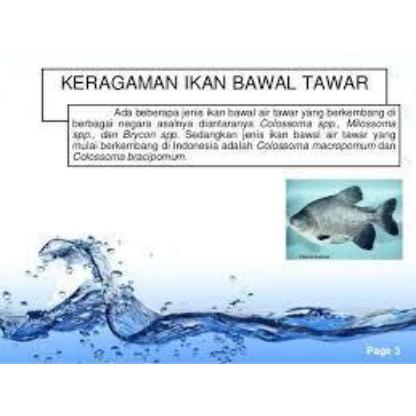 KERAGAMAN IKAN BAWAL TAWAR
Ada beberapa jenis ikan bawal air tawar yang berkembang di
berbagai negara asalnya diantaranya Colossoma spp., Milossoma
spp., dan Brycon spp. Sedangkan jenis ikan bawal air tawar yang
mulai berkembang di Indonesia adalah Colossoma macropomum dan
Colossoma bracipomum.
Page 3